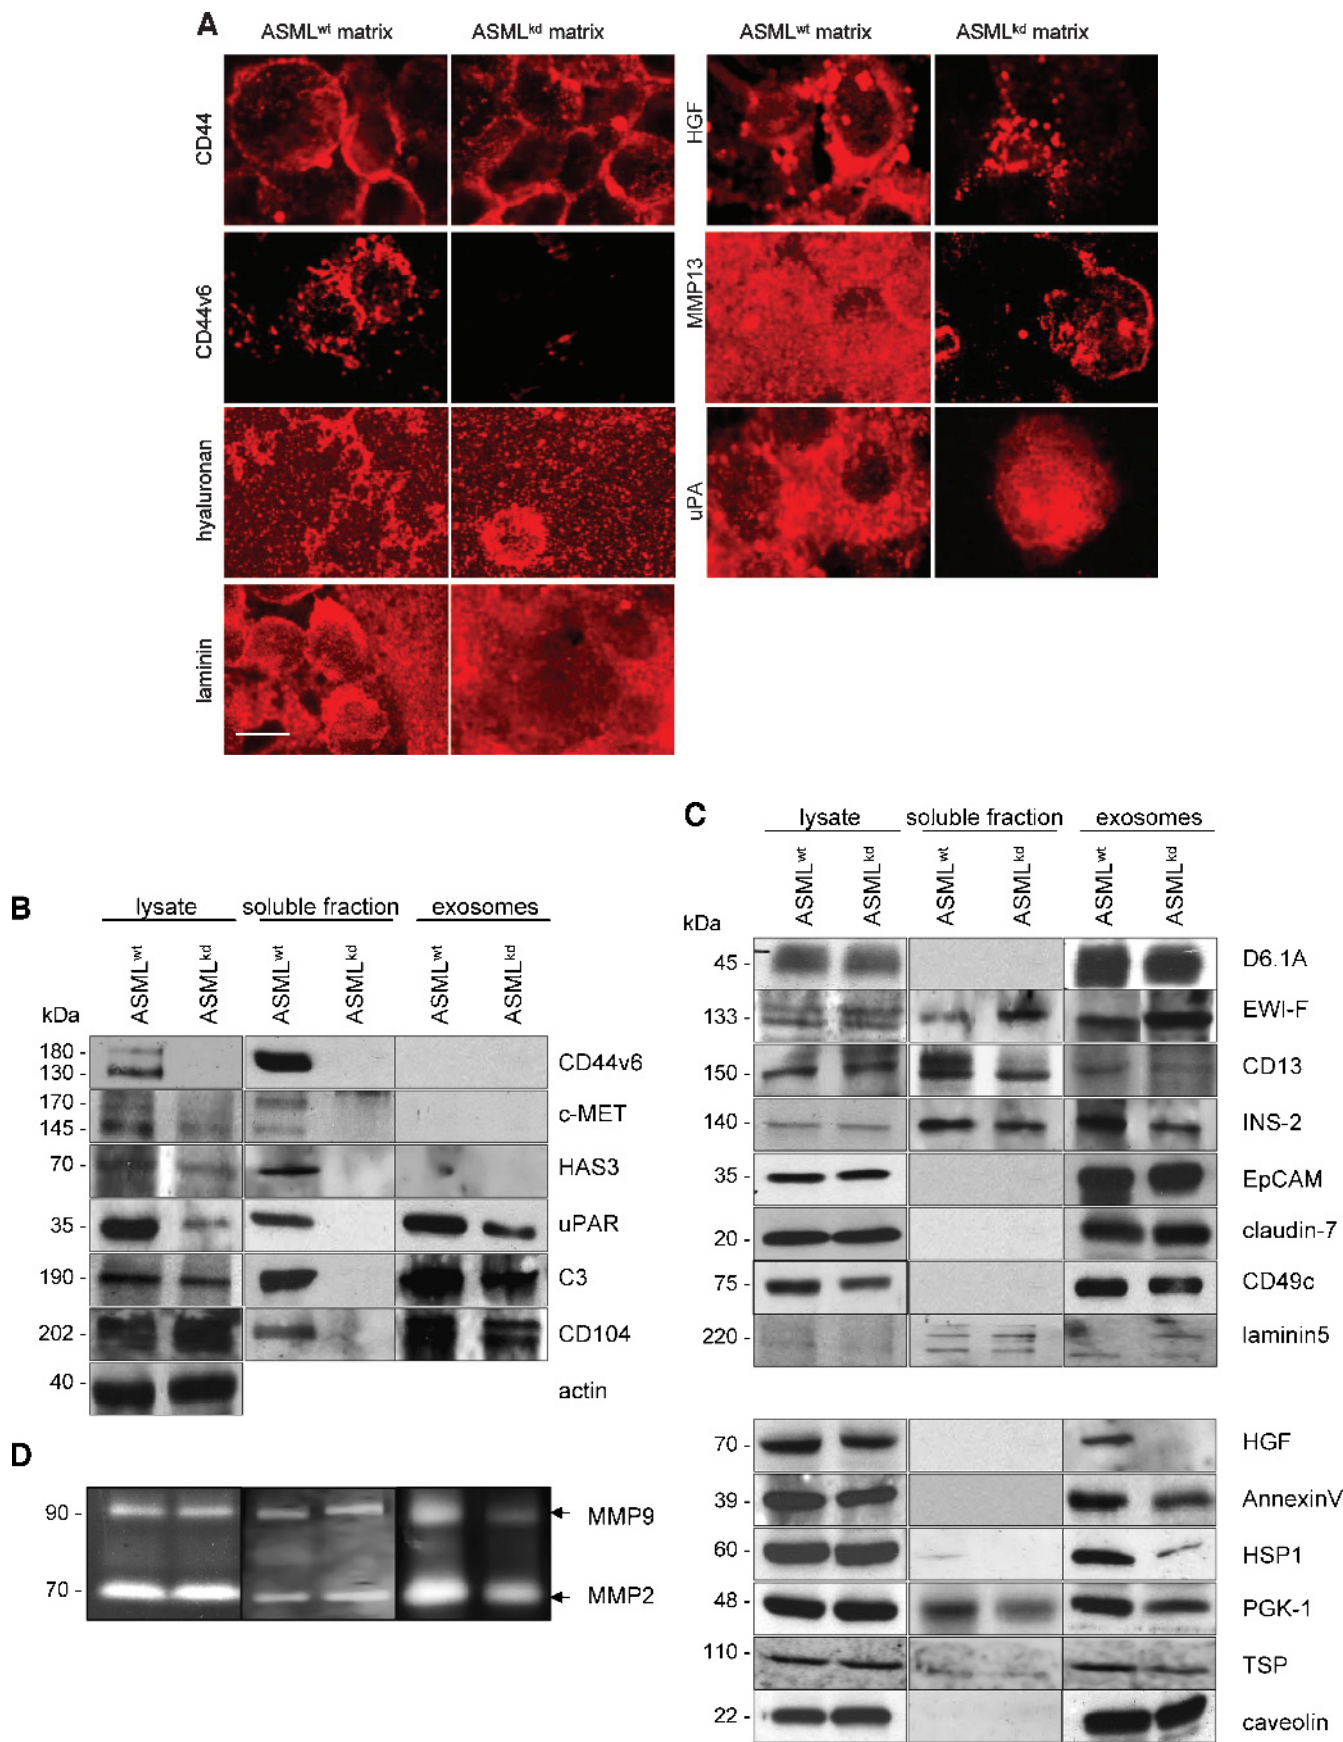 A
ASMLwt matrix
ASMLkd matrix
ASMLwt matrix
ASMLkd matrix
CD44
HGF
CD44v6
MMP13
hyaluronan
uPA
laminin
B
lysate
soluble fraction
exosomes
ASMLwt
ASMLkd
ASMLwt
ASMLkd
ASMLwt
ASMLkd
kDa
180 -
130 -
CD44v6
170 -
145 -
c-MET
70 -
HAS3
35 -
uPAR
190 -
C3
202 -
CD104
40 -
actin
C
lysate
soluble fraction
exosomes
ASMLwt
ASMLkd
ASMLwt
ASMLkd
ASMLwt
ASMLkd
kDa
45 -
D6.1A
133 -
EWI-F
150 -
CD13
140 -
INS-2
35 -
EpCAM
20 -
claudin-7
75 -
CD49c
220 -
laminin5
70 -
HGF
39 -
AnnexinV
60 -
HSP1
48 -
PGK-1
110 -
TSP
22 -
caveolin
D
90 -
MMP9
70 -
MMP2